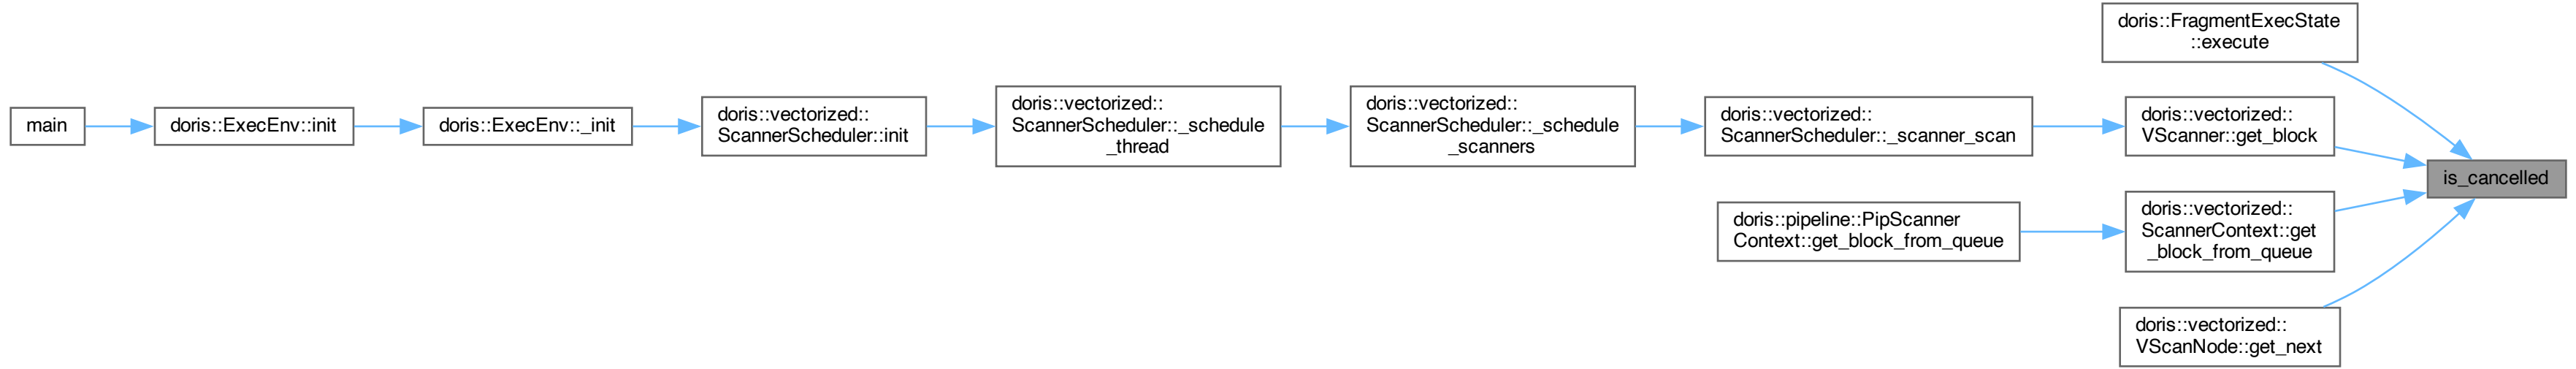 main
doris::ExecEnv::init
doris::ExecEnv::_init
doris::vectorized::
ScannerScheduler::init
doris::vectorized::
ScannerScheduler::_schedule
_thread
doris::vectorized::
ScannerScheduler::_schedule
_scanners
doris::vectorized::
ScannerScheduler::_scanner_scan
doris::pipeline::PipScanner
Context::get_block_from_queue
doris::FragmentExecState
::execute
doris::vectorized::
VScanner::get_block
doris::vectorized::
ScannerContext::get
_block_from_queue
doris::vectorized::
VScanNode::get_next
is_cancelled